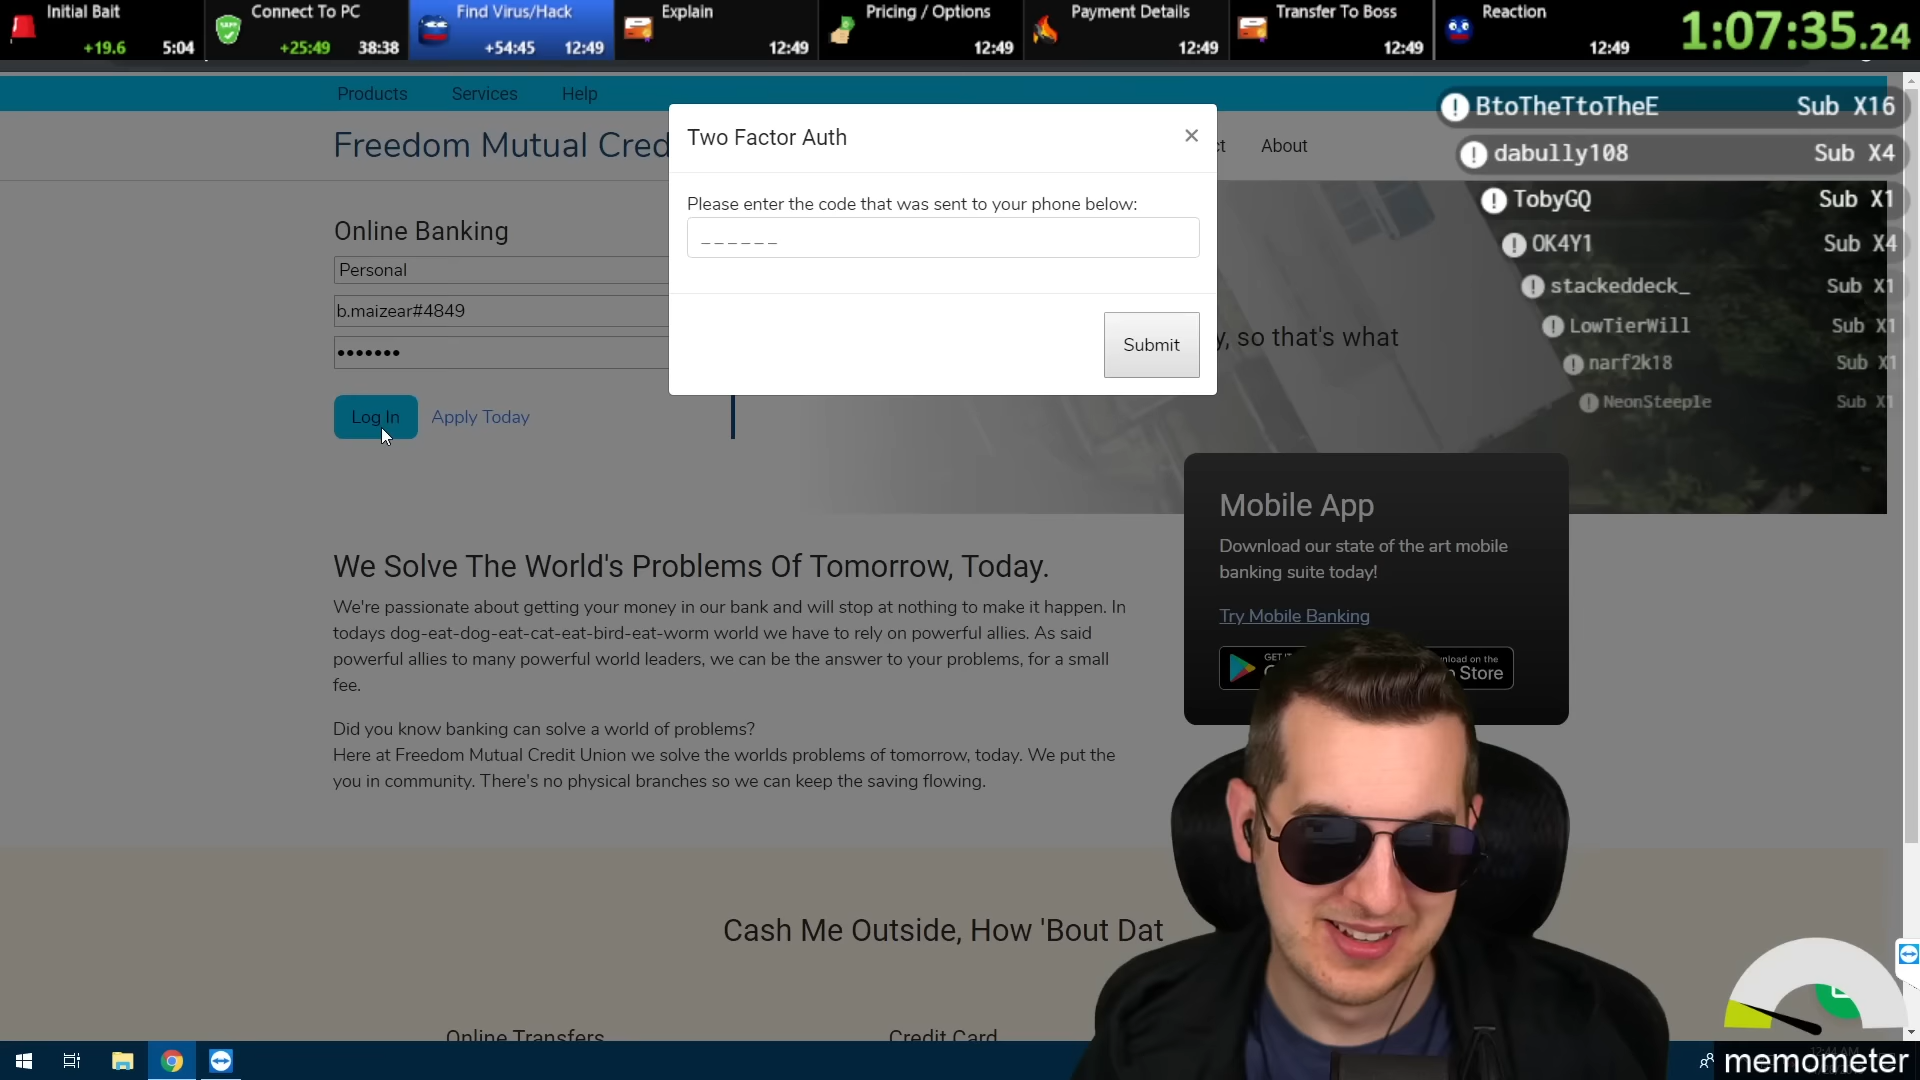 Initial Bait
+19.6 5:04
Connect To PC
+25:49 38:38
Find Virus/Hack
+54:45 12:49
Explain
12:49
Pricing / Options
12:49
Payment Details
12:49
Transfer To Boss
12:49
Reaction
12:49
1:07:35.24
Products Services Help
Freedom Mutual Cred
About
Two Factor Auth
×
Please enter the code that was sent to your phone below:
_ _ _ _ _ _
Submit
Online Banking
Personal
b.maizear#4849
•••••••
Log In Apply Today
y, so that's what
BtoTheTtoTheE Sub X16
dabully108 Sub X4
TobyGQ Sub X1
OK4Y1 Sub X4
stackeddeck_ Sub X1
LowTierWill Sub X1
narf2k18 Sub X1
NeonSteeple Sub X1
Mobile App
Download our state of the art mobile
banking suite today!
Try Mobile Banking
GET IT
on the
Store
We Solve The World's Problems Of Tomorrow, Today.
We're passionate about getting your money in our bank and will stop at nothing to make it happen. In
todays dog-eat-dog-eat-cat-eat-bird-eat-worm world we have to rely on powerful allies. As said
powerful allies to many powerful world leaders, we can be the answer to your problems, for a small
fee.
Did you know banking can solve a world of problems?
Here at Freedom Mutual Credit Union we solve the worlds problems of tomorrow, today. We put the
you in community. There's no physical branches so we can keep the saving flowing.
Cash Me Outside, How 'Bout Dat
Online Transfers
Credit Card
memometer